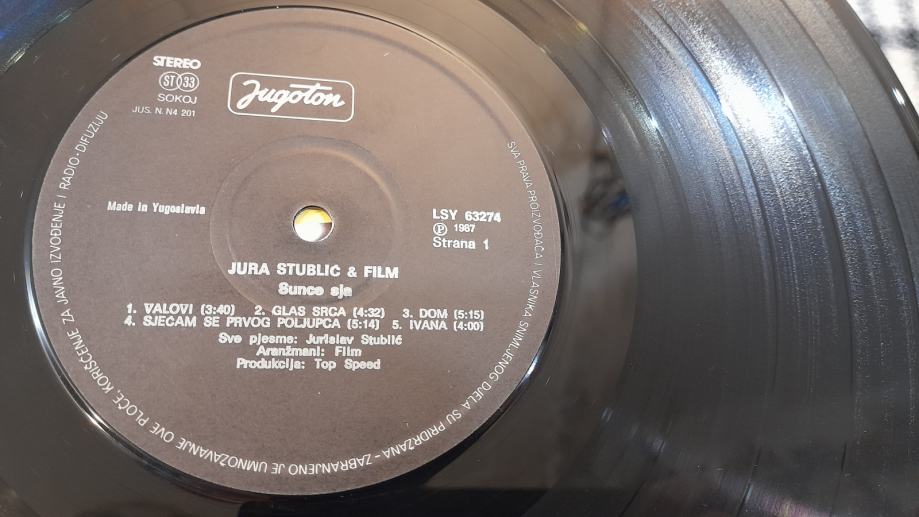 STEREO
ST 33
SOKOJ
JUS. N. N4 201
Jugoton
Made in Yugoslavia
LSY 63274
Ⓟ 1987
Strana 1
JURA STUBLIĆ & FILM
Sunce sja
1. VALOVI (3:40) 2. GLAS SRCA (4:32) 3. DOM (5:15)
4. SJEĆAM SE PRVOG POLJUPCA (5:14) 5. IVANA (4:00)
Sve pjesme: Jurislav Stublić
Aranžmani: Film
Produkcija: Top Speed
SVA PRAVA PROIZVOĐAČA I VLASNIKA SNIMLJENOG DJELA SU PRIDRŽANA - ZABRANJENO JE UMNOŽAVANJE OVE PLOČE, KORIŠĆENJE ZA JAVNO IZVOĐENJE I RADIO-DIFUZIJU